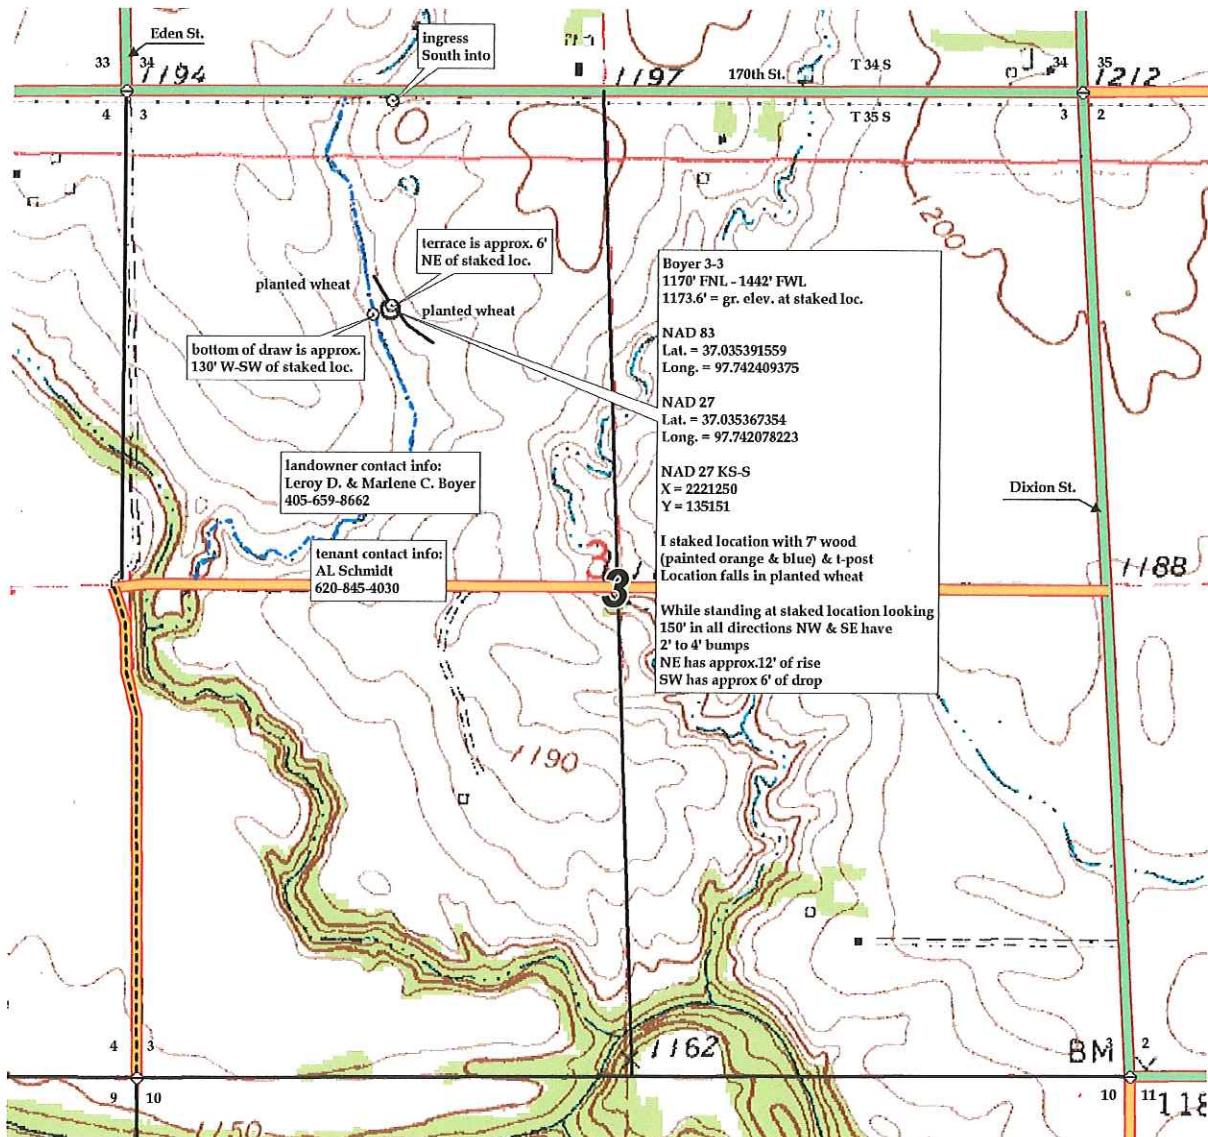 Eden St.
ingress
South into
33
34
1194
1197
170th St.
T 34 S
34
35
1212
4
3
T 35 S
3
2
1200
terrace is approx. 6'
NE of staked loc.
planted wheat
planted wheat
bottom of draw is approx.
130' W-SW of staked loc.
Boyer 3-3
1170' FNL - 1442' FWL
1173.6' = gr. elev. at staked loc.
NAD 83
Lat. = 37.035391559
Long. = 97.742409375
NAD 27
Lat. = 37.035367354
Long. = 97.742078223
NAD 27 KS-S
X = 2221250
Y = 135151
I staked location with 7' wood
(painted orange & blue) & t-post
Location falls in planted wheat
While standing at staked location looking
150' in all directions NW & SE have
2' to 4' bumps
NE has approx.12' of rise
SW has approx 6' of drop
landowner contact info:
Leroy D. & Marlene C. Boyer
405-659-8662
Dixion St.
tenant contact info:
AL Schmidt
620-845-4030
3
3
1188
1190
4
3
1162
BM
3
2
9
10
10
11
118
1150